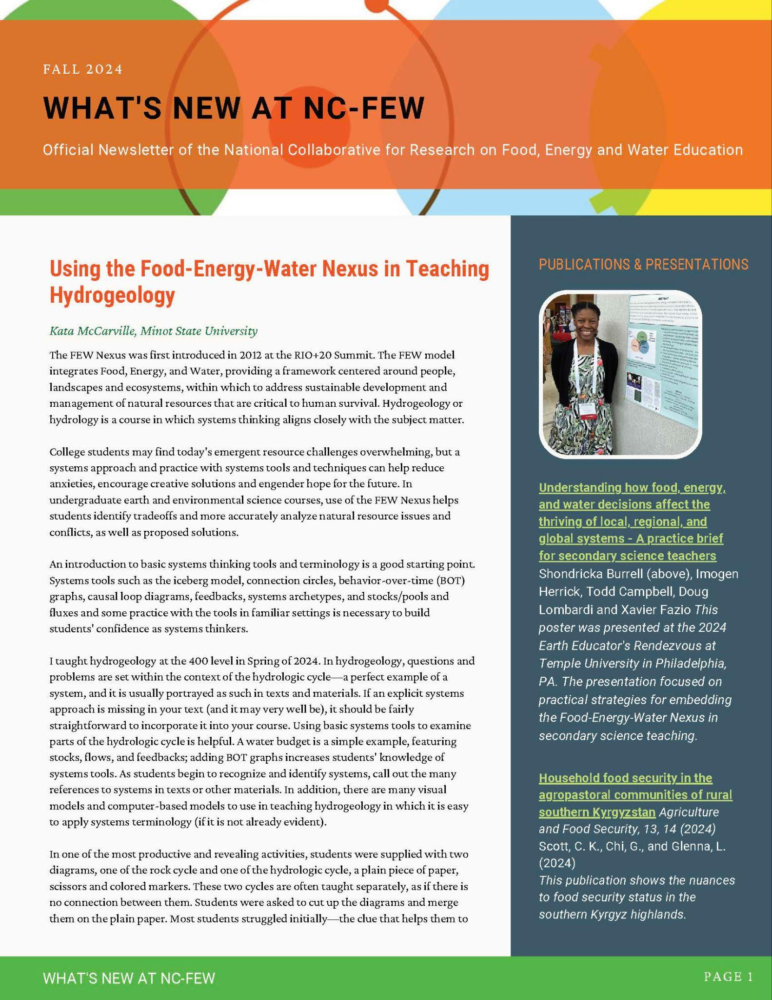 FALL 2024
WHAT'S NEW AT NC-FEW
Official Newsletter of the National Collaborative for Research on Food, Energy and Water Education
Using the Food-Energy-Water Nexus in Teaching
Hydrogeology
Kata McCarville, Minot State University
The FEW Nexus was first introduced in 2012 at the RIO+20 Summit. The FEW model
integrates Food, Energy, and Water, providing a framework centered around people,
landscapes and ecosystems, within which to address sustainable development and
management of natural resources that are critical to human survival. Hydrogeology or
hydrology is a course in which systems thinking aligns closely with the subject matter.
College students may find today's emergent resource challenges overwhelming, but a
systems approach and practice with systems tools and techniques can help reduce
anxieties, encourage creative solutions and engender hope for the future. In
undergraduate earth and environmental science courses, use of the FEW Nexus helps
students identify tradeoffs and more accurately analyze natural resource issues and
conflicts, as well as proposed solutions.
An introduction to basic systems thinking tools and terminology is a good starting point.
Systems tools such as the iceberg model, connection circles, behavior-over-time (BOT)
graphs, causal loop diagrams, feedbacks, systems archetypes, and stocks/pools and
fluxes and some practice with the tools in familiar settings is necessary to build
students' confidence as systems thinkers.
I taught hydrogeology at the 400 level in Spring of 2024. In hydrogeology, questions and
problems are set within the context of the hydrologic cycle—a perfect example of a
system, and it is usually portrayed as such in texts and materials. If an explicit systems
approach is missing in your text (and it may very well be), it should be fairly
straightforward to incorporate it into your course. Using basic systems tools to examine
parts of the hydrologic cycle is helpful. A water budget is a simple example, featuring
stocks, flows, and feedbacks; adding BOT graphs increases students' knowledge of
systems tools. As students begin to recognize and identify systems, call out the many
references to systems in texts or other materials. In addition, there are many visual
models and computer-based models to use in teaching hydrogeology in which it is easy
to apply systems terminology (if it is not already evident).
In one of the most productive and revealing activities, students were supplied with two
diagrams, one of the rock cycle and one of the hydrologic cycle, a plain piece of paper,
scissors and colored markers. These two cycles are often taught separately, as if there is
no connection between them. Students were asked to cut up the diagrams and merge
them on the plain paper. Most students struggled initially—the clue that helps them to
PUBLICATIONS & PRESENTATIONS
ABSTRACT
Understanding how food, energy,
and water decisions affect the
thriving of local, regional, and
global systems - A practice brief
for secondary science teachers
Shondricka Burrell (above), Imogen
Herrick, Todd Campbell, Doug
Lombardi and Xavier Fazio This
poster was presented at the 2024
Earth Educator's Rendezvous at
Temple University in Philadelphia,
PA. The presentation focused on
practical strategies for embedding
the Food-Energy-Water Nexus in
secondary science teaching.
Household food security in the
agropastoral communities of rural
southern Kyrgyzstan Agriculture
and Food Security, 13, 14 (2024)
Scott, C. K., Chi, G., and Glenna, L.
(2024)
This publication shows the nuances
to food security status in the
southern Kyrgyz highlands.
WHAT'S NEW AT NC-FEW
PAGE 1